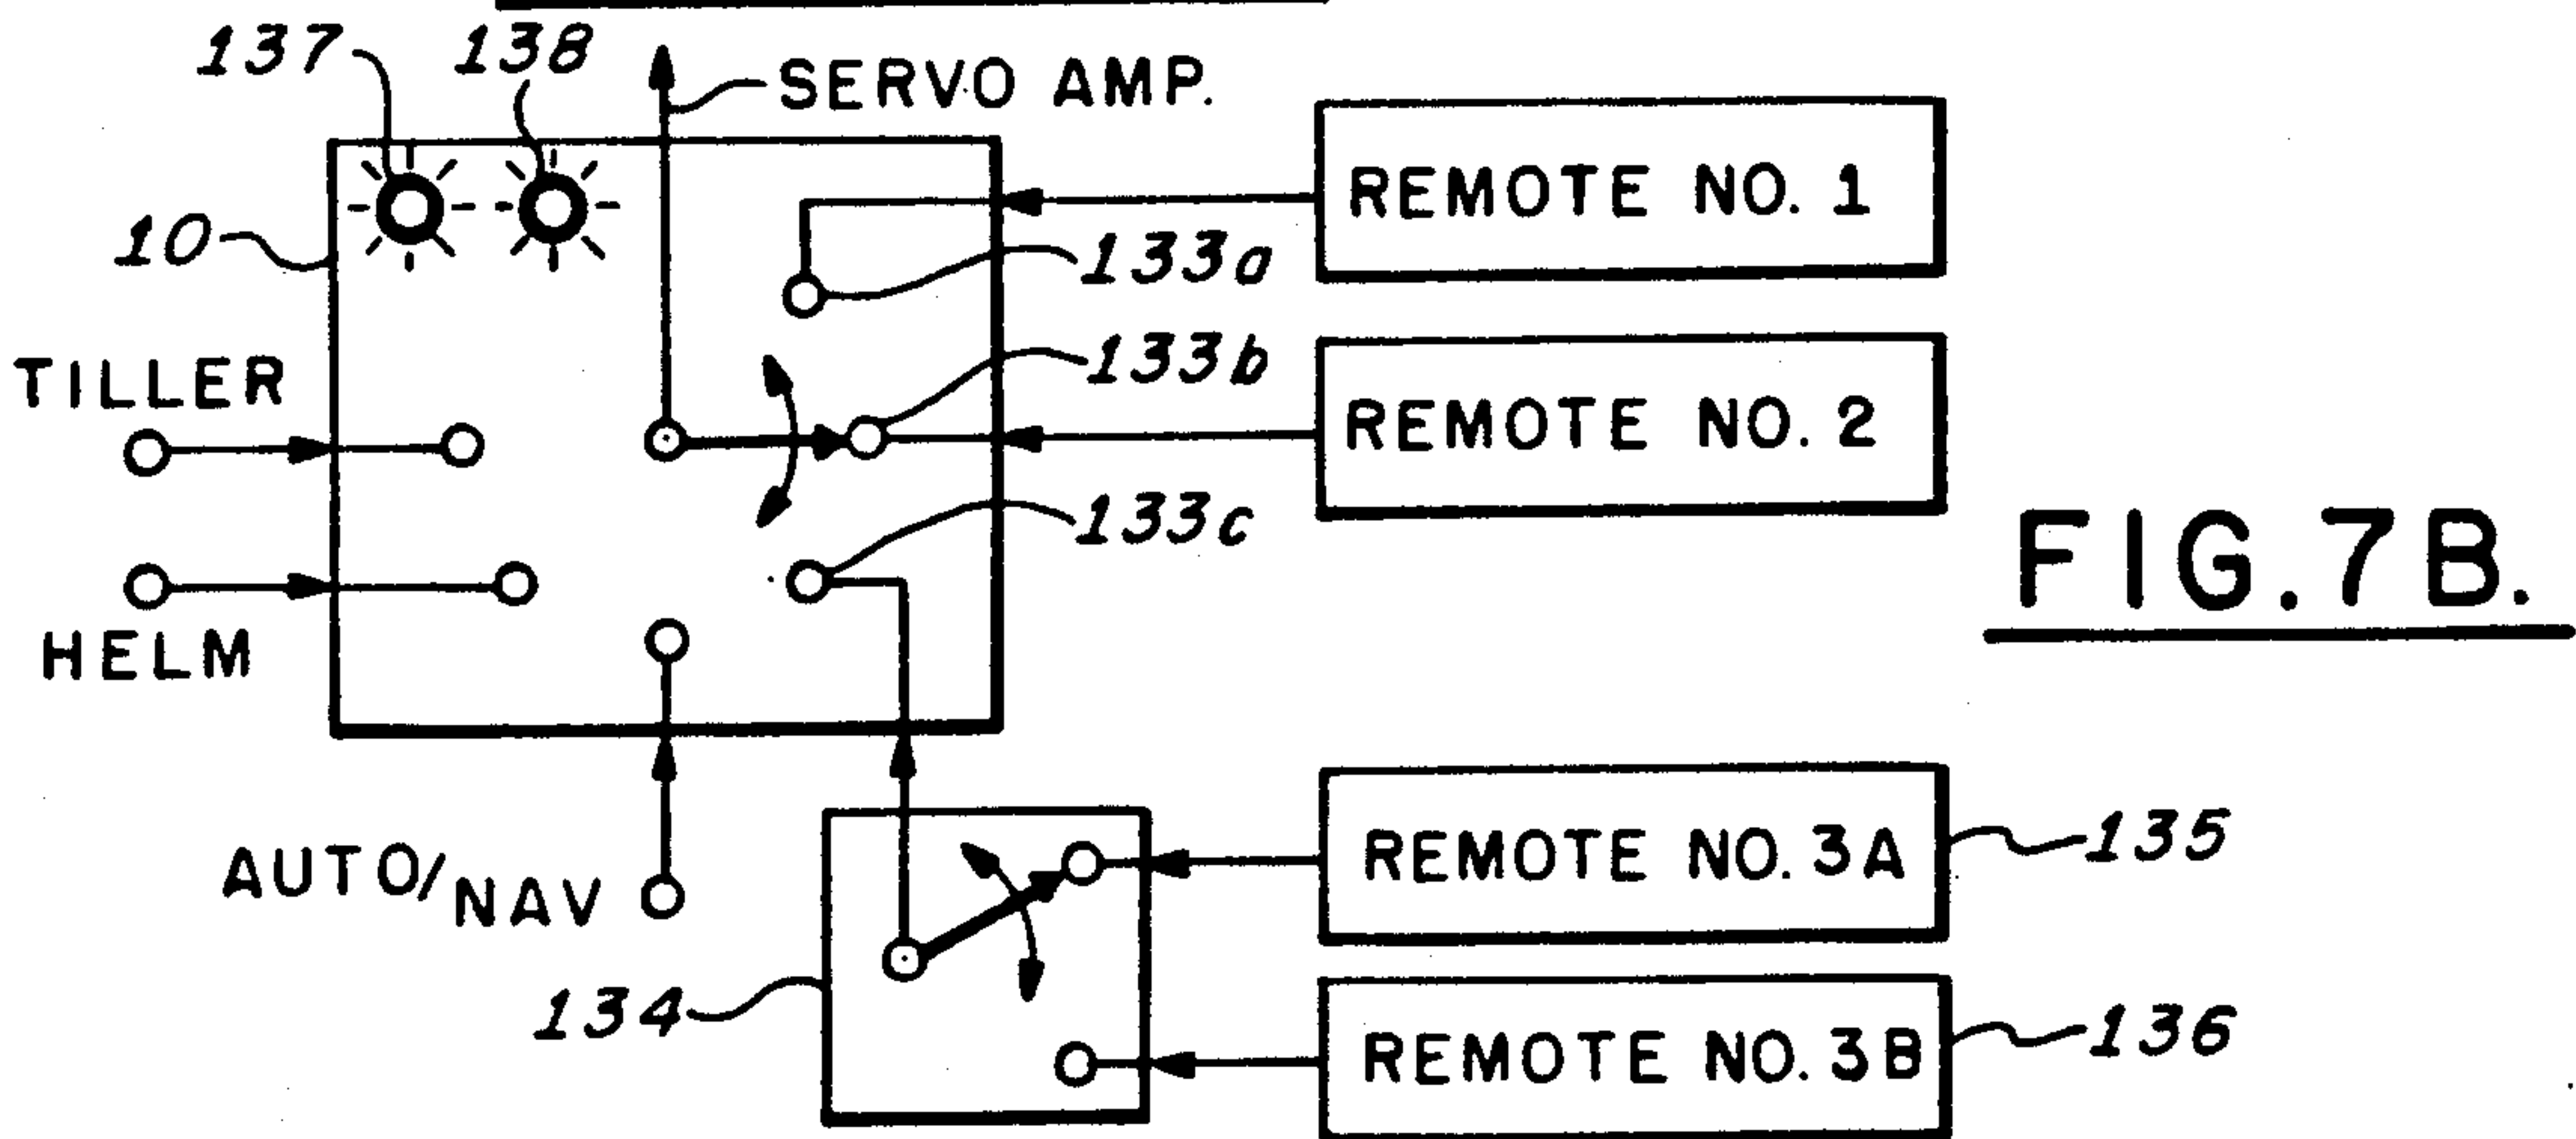 137
138
SERVO AMP.
REMOTE NO. 1
10
133a
133b
TILLER
REMOTE NO. 2
133c
FIG.7B.
HELM
AUTO/NAV
REMOTE NO. 3A
135
134
REMOTE NO. 3B
136